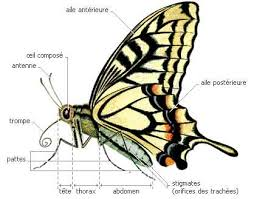 aile antérieure
œil composé
antenne
aile postérieure
trompe
pattes
tête
thorax
abdomen
stigmates
(orifices des trachées)